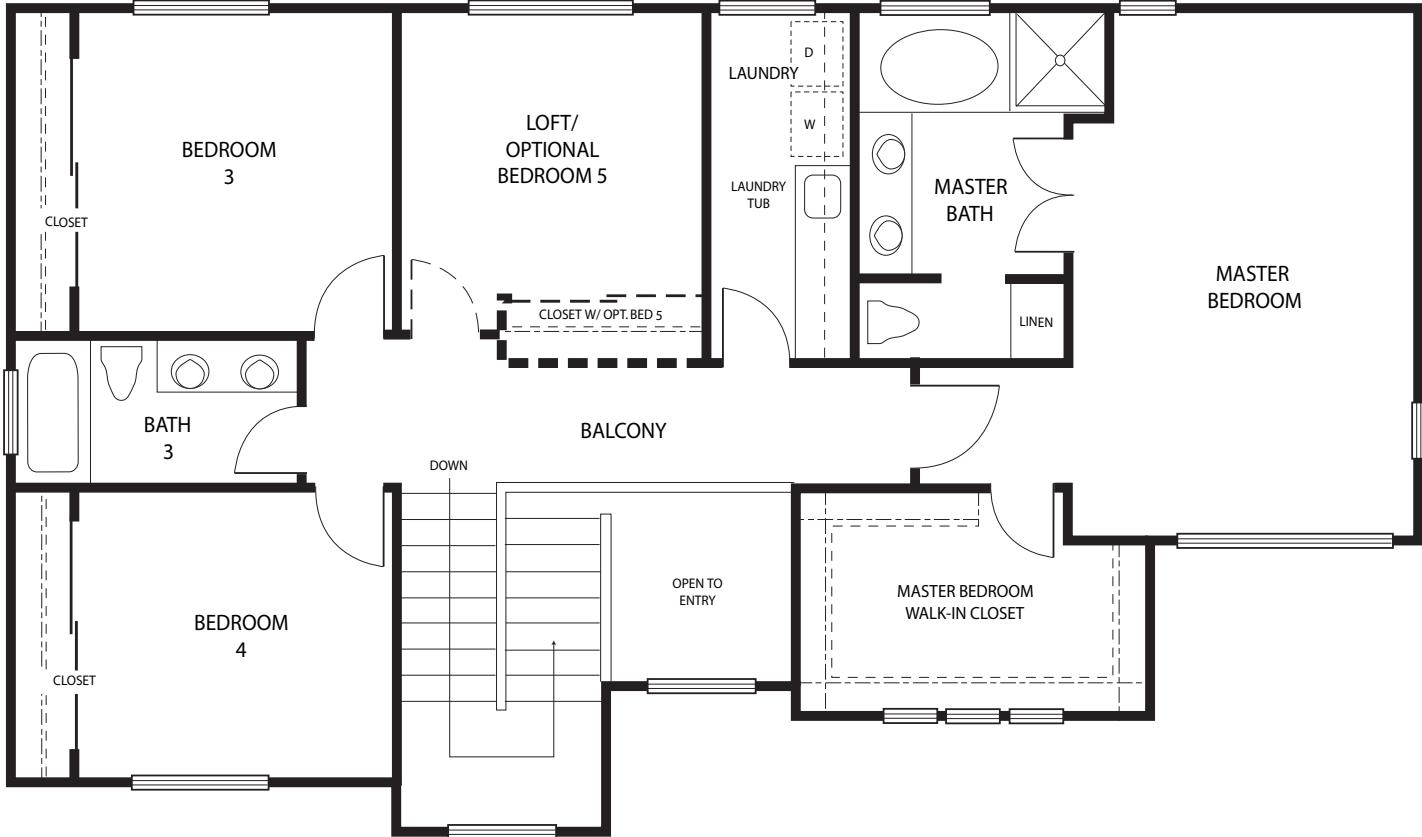 BEDROOM
3
CLOSET
LOFT/
OPTIONAL
BEDROOM 5
CLOSET W/ OPT. BED 5
LAUNDRY
D
W
LAUNDRY
TUB
MASTER
BATH
LINEN
MASTER
BEDROOM
BATH
3
BALCONY
DOWN
BEDROOM
4
CLOSET
OPEN TO
ENTRY
MASTER BEDROOM
WALK-IN CLOSET